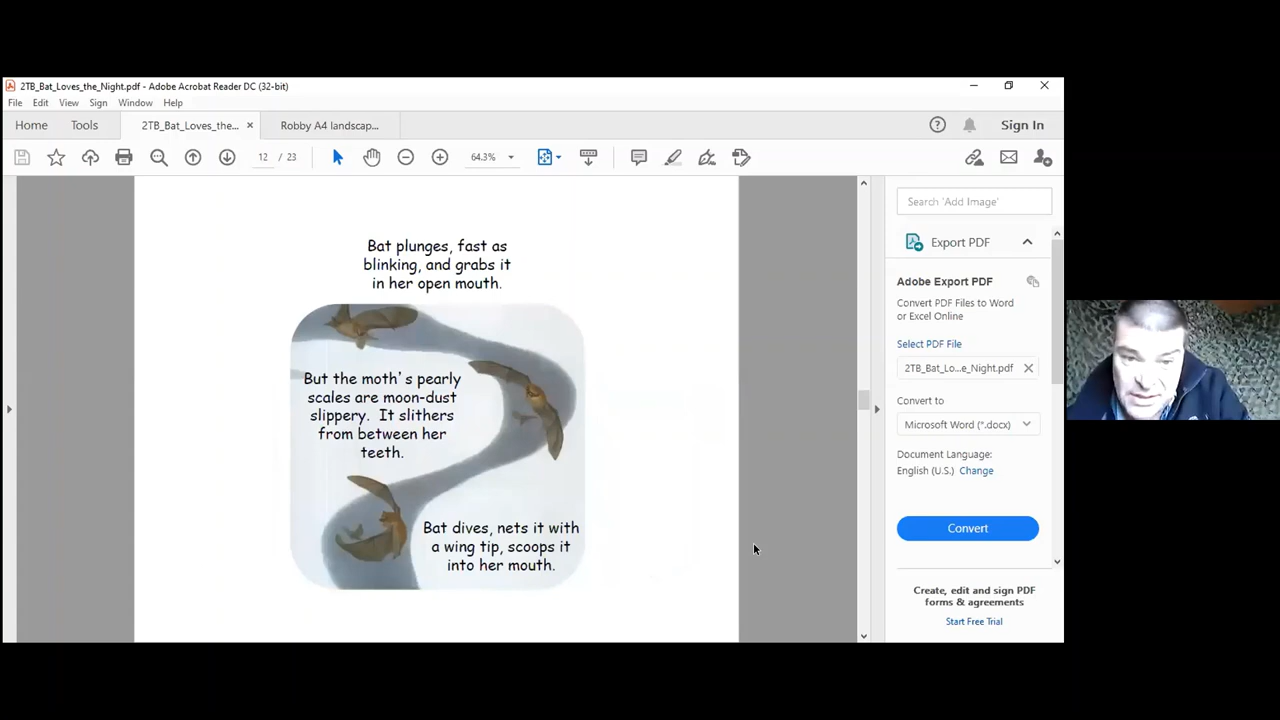 2TB_Bat_Loves_the_Night.pdf - Adobe Acrobat Reader DC (32-bit)
File Edit View Sign Window Help
Home Tools 2TB_Bat_Loves_the... Robby A4 landscap... Sign In
12 / 23 64.3%
Bat plunges, fast as
blinking, and grabs it
in her open mouth.
But the moth's pearly
scales are moon-dust
slippery. It slithers
from between her
teeth.
Bat dives, nets it with
a wing tip, scoops it
into her mouth.
Search 'Add Image'
Export PDF
Adobe Export PDF
Convert PDF Files to Word
or Excel Online
Select PDF File
2TB_Bat_Lo...e_Night.pdf
Convert to
Microsoft Word (*.docx)
Document Language:
English (U.S.) Change
Convert
Create, edit and sign PDF
forms & agreements
Start Free Trial